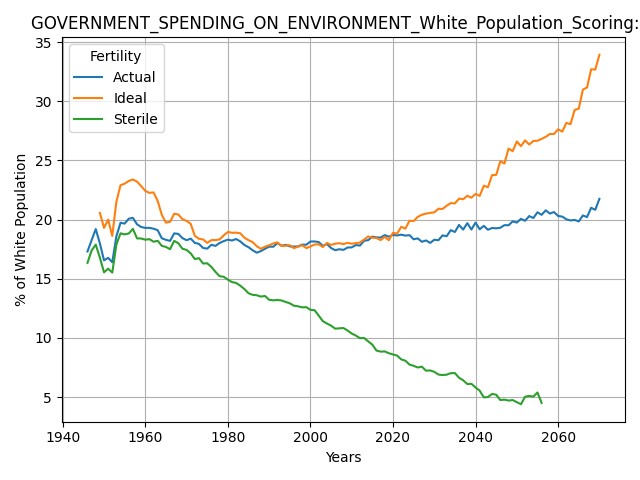 GOVERNMENT_SPENDING_ON_ENVIRONMENT_White_Population_Scoring:
35
30
25
20
15
10
5
% of White Population
Fertility
Actual
Ideal
Sterile
1940 1960 1980 2000 2020 2040 2060
Years